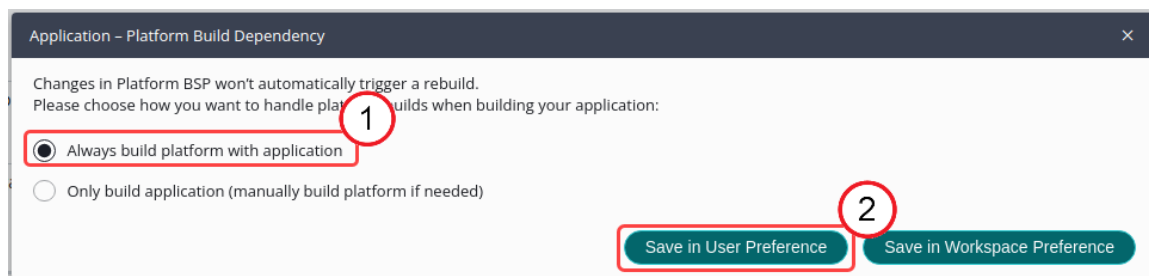 Application – Platform Build Dependency
Changes in Platform BSP won't automatically trigger a rebuild.
Please choose how you want to handle pla uilds when building your application:
1
Always build platform with application
Only build application (manually build platform if needed)
2
Save in User Preference
Save in Workspace Preference